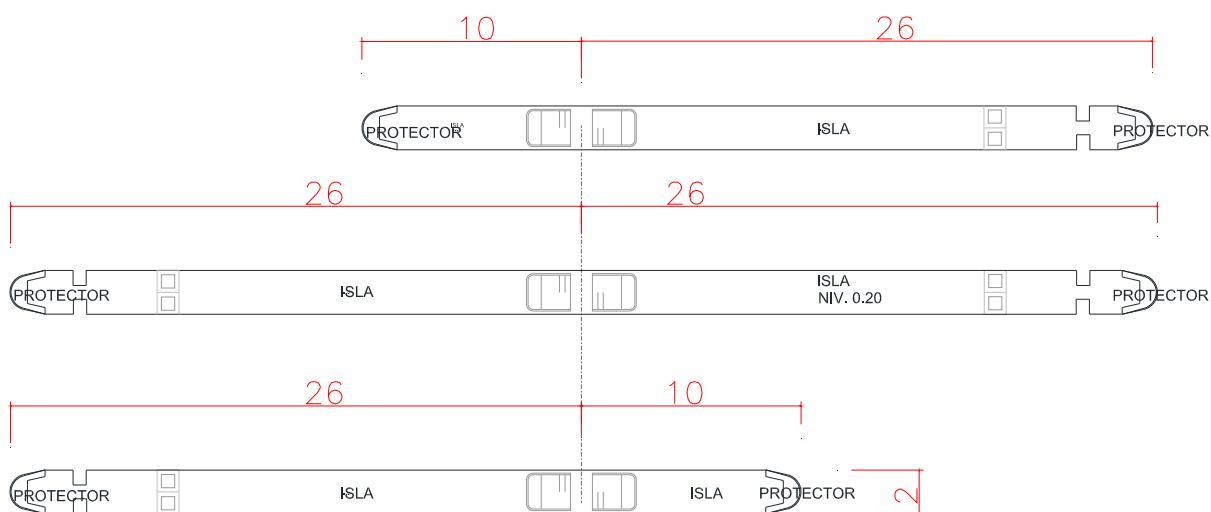 10 26
PROTECTOR ISLA ISLA PROTECTOR
26 26
PROTECTOR ISLA ISLA PROTECTOR
NIV. 0.20
26 10
PROTECTOR ISLA ISLA PROTECTOR 2